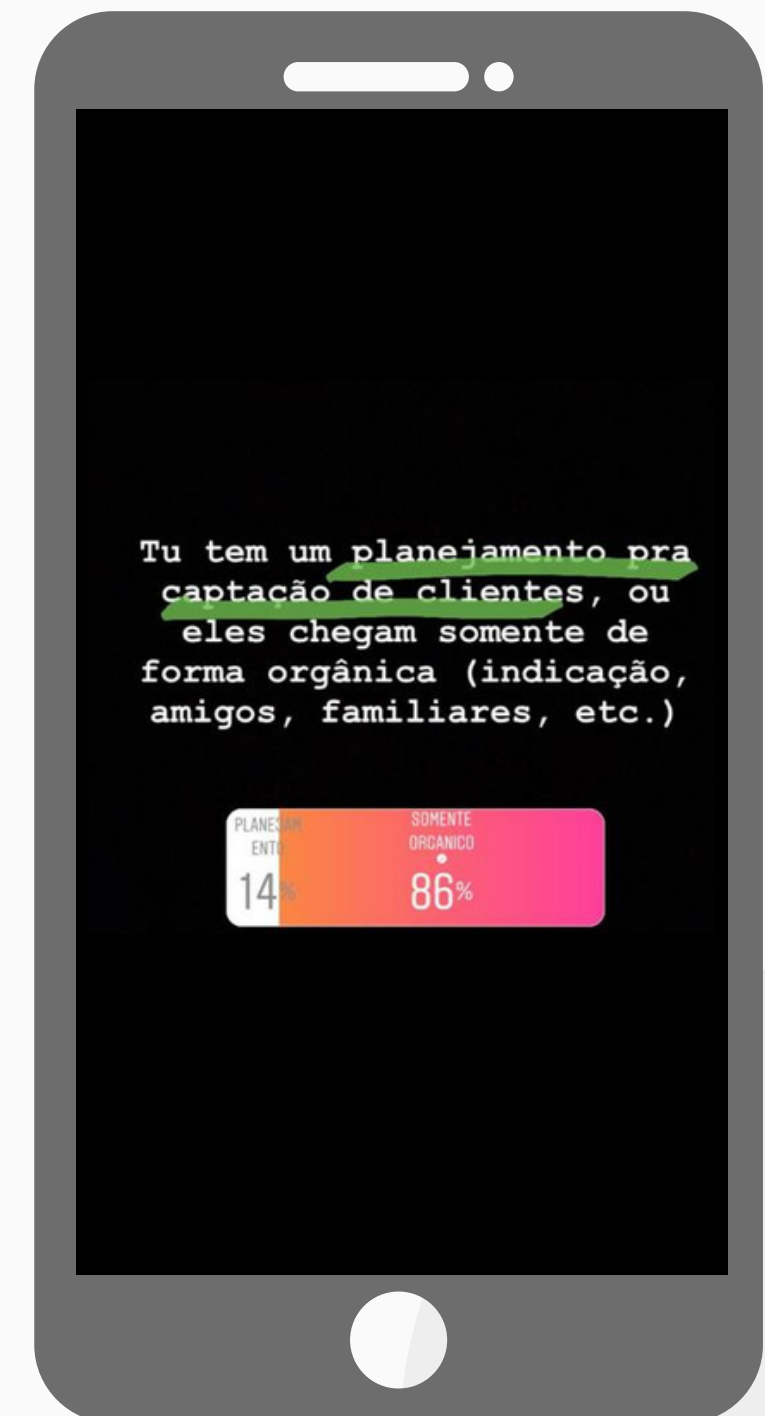 Tu tem um planejamento pra
captação de clientes, ou
eles chegam somente de
forma orgânica (indicação,
amigos, familiares, etc.)
PLANEJAM
ENTO
14%
SOMENTE
ORGANICO
86%